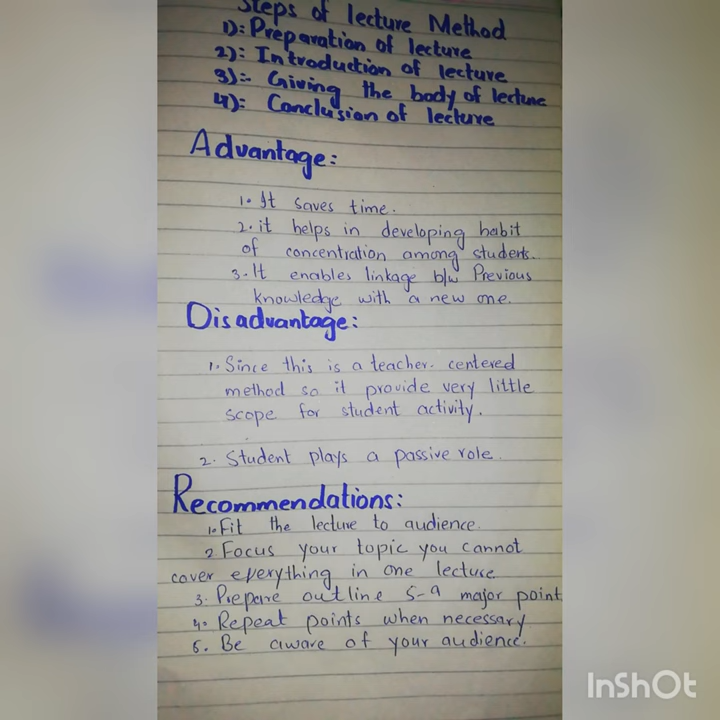 Steps of lecture Method
1): Preparation of lecture
2): Introduction of lecture
3):- Giving the body of lecture
4): Conclusion of lecture
Advantage:
1. It saves time.
2. it helps in developing habit
of concentration among students.
3. It enables linkage b/w Previous
knowledge with a new one.
Disadvantage:
1. Since this is a teacher. centered
method so it provide very little
scope for student activity.
2. Student plays a passive role.
Recommendations:
1. Fit the lecture to audience.
2 Focus your topic you cannot
cover everything in one lecture
3. Prepare outline 5-9 major point
4. Repeat points when necessary
5. Be aware of your audience.
InShOt